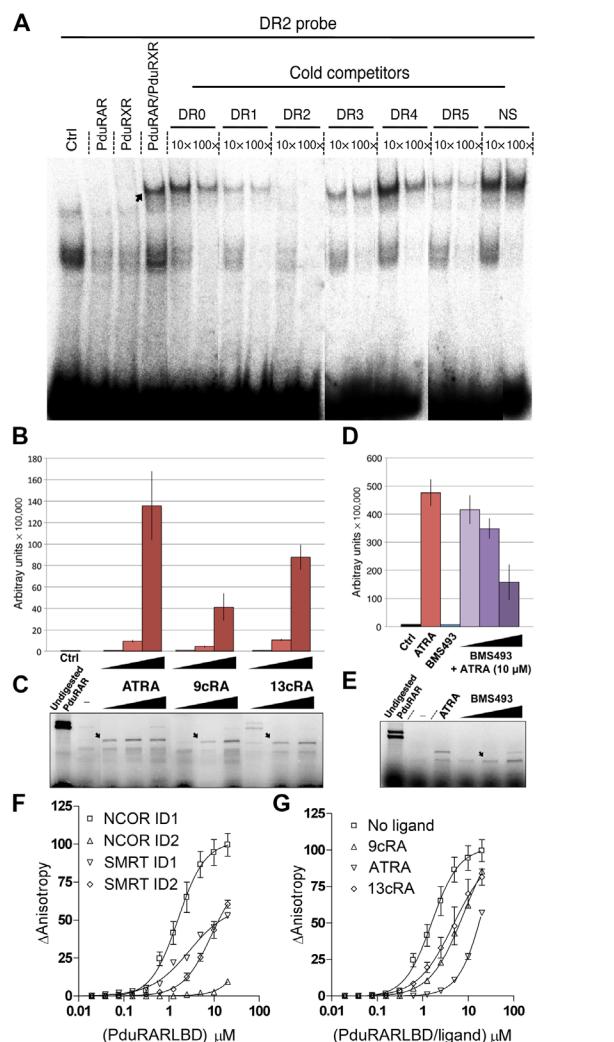 A
DR2 probe
Cold competitors
Ctrl
PduRAR
PduRXR
PduRAR/PduRXR
DR0 DR1 DR2 DR3 DR4 DR5 NS
10× 100× 10× 100× 10× 100× 10× 100× 10× 100× 10× 100× 10× 100×
B
Arbitray units × 100,000
180
160
140
120
100
80
60
40
20
0
Ctrl
D
Arbitray units × 100,000
600
500
400
300
200
100
0
Ctrl
ATRA
BMS493
BMS493
+ ATRA (10 µM)
C
Undigested
PduRAR
–
ATRA 9cRA 13cRA
E
Undigested
PduRAR
–
ATRA
BMS493
F
ΔAnisotropy
125
100
75
50
25
0
NCOR ID1
NCOR ID2
SMRT ID1
SMRT ID2
0.01 0.1 1 10 100
(PduRARLBD) µM
G
ΔAnisotropy
125
100
75
50
25
0
No ligand
9cRA
ATRA
13cRA
0.01 0.1 1 10 100
(PduRARLBD/ligand) µM